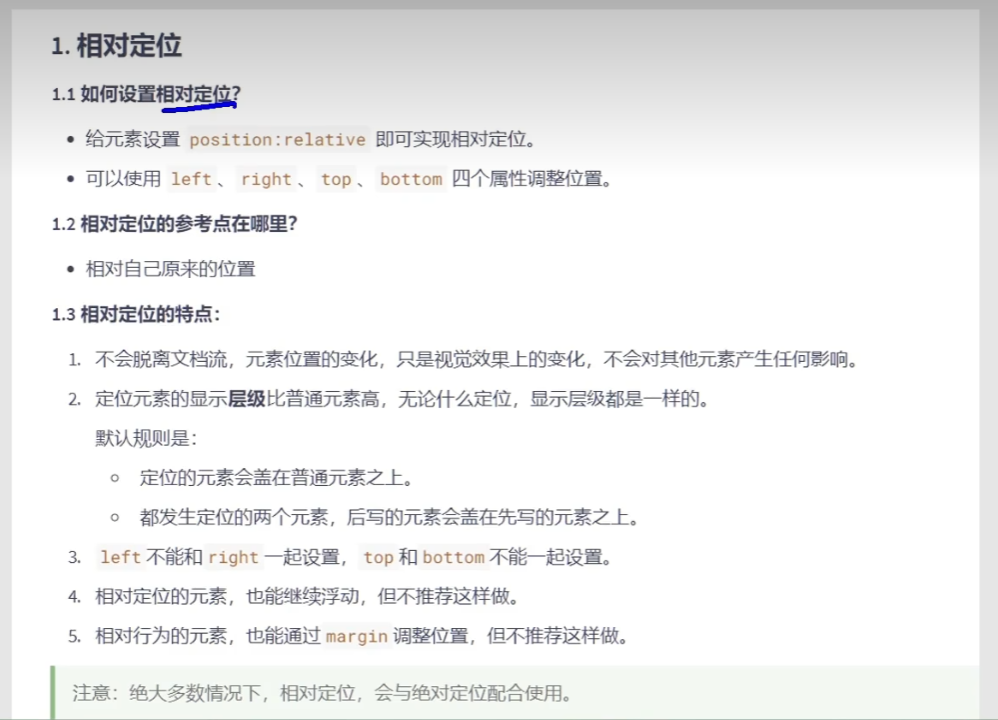 1. 相对定位
1.1 如何设置相对定位？
• 给元素设置 position:relative 即可实现相对定位。
• 可以使用 left 、 right 、 top 、 bottom 四个属性调整位置。
1.2 相对定位的参考点在哪里？
• 相对自己原来的位置
1.3 相对定位的特点：
1. 不会脱离文档流，元素位置的变化，只是视觉效果上的变化，不会对其他元素产生任何影响。
2. 定位元素的显示层级比普通元素高，无论什么定位，显示层级都是一样的。
默认规则是：
○ 定位的元素会盖在普通元素之上。
○ 都发生定位的两个元素，后写的元素会盖在先写的元素之上。
3. left 不能和 right 一起设置， top 和 bottom 不能一起设置。
4. 相对定位的元素，也能继续浮动，但不推荐这样做。
5. 相对行为的元素，也能通过 margin 调整位置，但不推荐这样做。
注意：绝大多数情况下，相对定位，会与绝对定位配合使用。